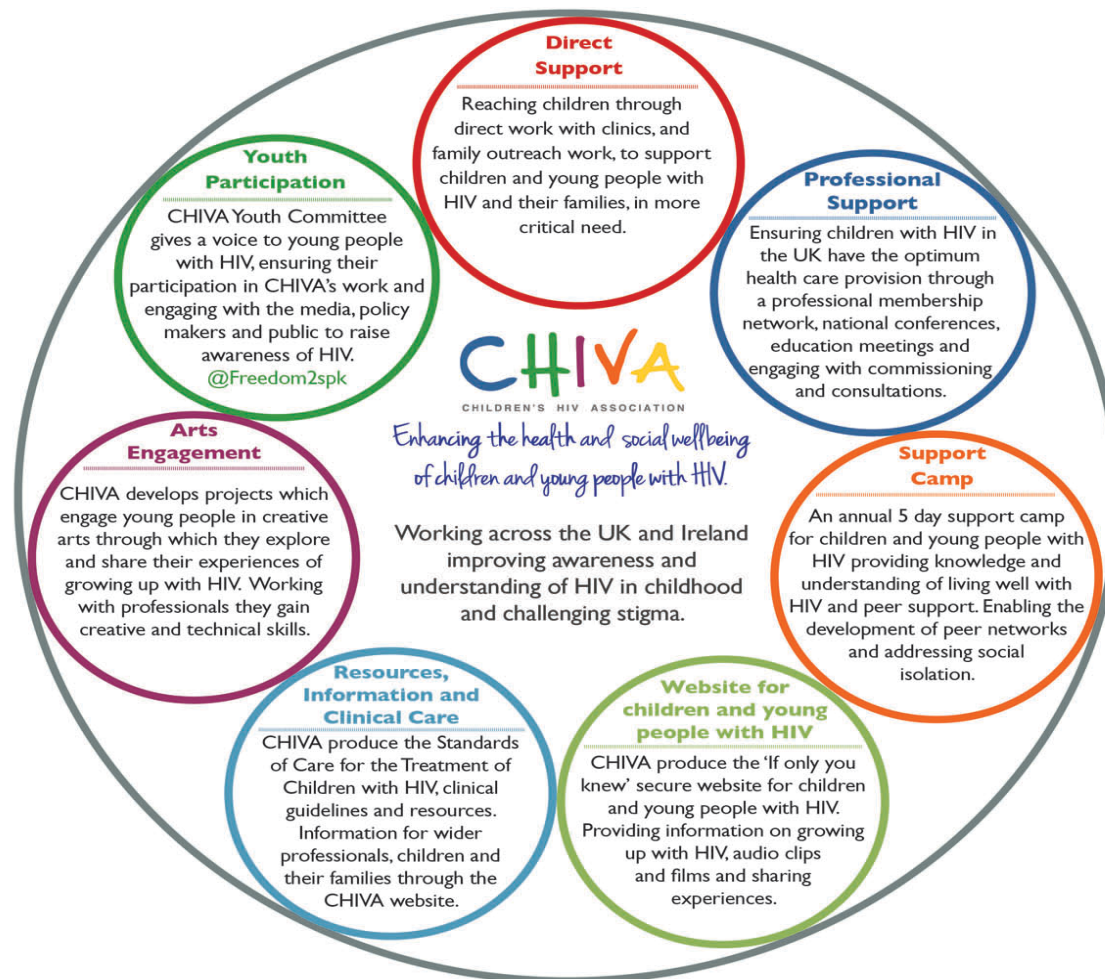 Direct
Support
Reaching children through
direct work with clinics, and
family outreach work, to support
children and young people with
HIV and their families, in more
critical need.
Youth
Participation
CHIVA Youth Committee
gives a voice to young people
with HIV, ensuring their
participation in CHIVA's work and
engaging with the media, policy
makers and public to raise
awareness of HIV.
@Freedom2spk
Professional
Support
Ensuring children with HIV in
the UK have the optimum
health care provision through
a professional membership
network, national conferences,
education meetings and
engaging with commissioning
and consultations.
CHIVA
CHILDREN'S HIV ASSOCIATION
Enhancing the health and social wellbeing
of children and young people with HIV.
Working across the UK and Ireland
improving awareness and
understanding of HIV in childhood
and challenging stigma.
Arts
Engagement
CHIVA develops projects which
engage young people in creative
arts through which they explore
and share their experiences of
growing up with HIV. Working
with professionals they gain
creative and technical skills.
Support
Camp
An annual 5 day support camp
for children and young people with
HIV providing knowledge and
understanding of living well with
HIV and peer support. Enabling the
development of peer networks
and addressing social
isolation.
Resources,
Information and
Clinical Care
CHIVA produce the Standards
of Care for the Treatment of
Children with HIV, clinical
guidelines and resources.
Information for wider
professionals, children and
their families through the
CHIVA website.
Website for
children and young
people with HIV
CHIVA produce the 'If only you
knew' secure website for children
and young people with HIV.
Providing information on growing
up with HIV, audio clips
and films and sharing
experiences.